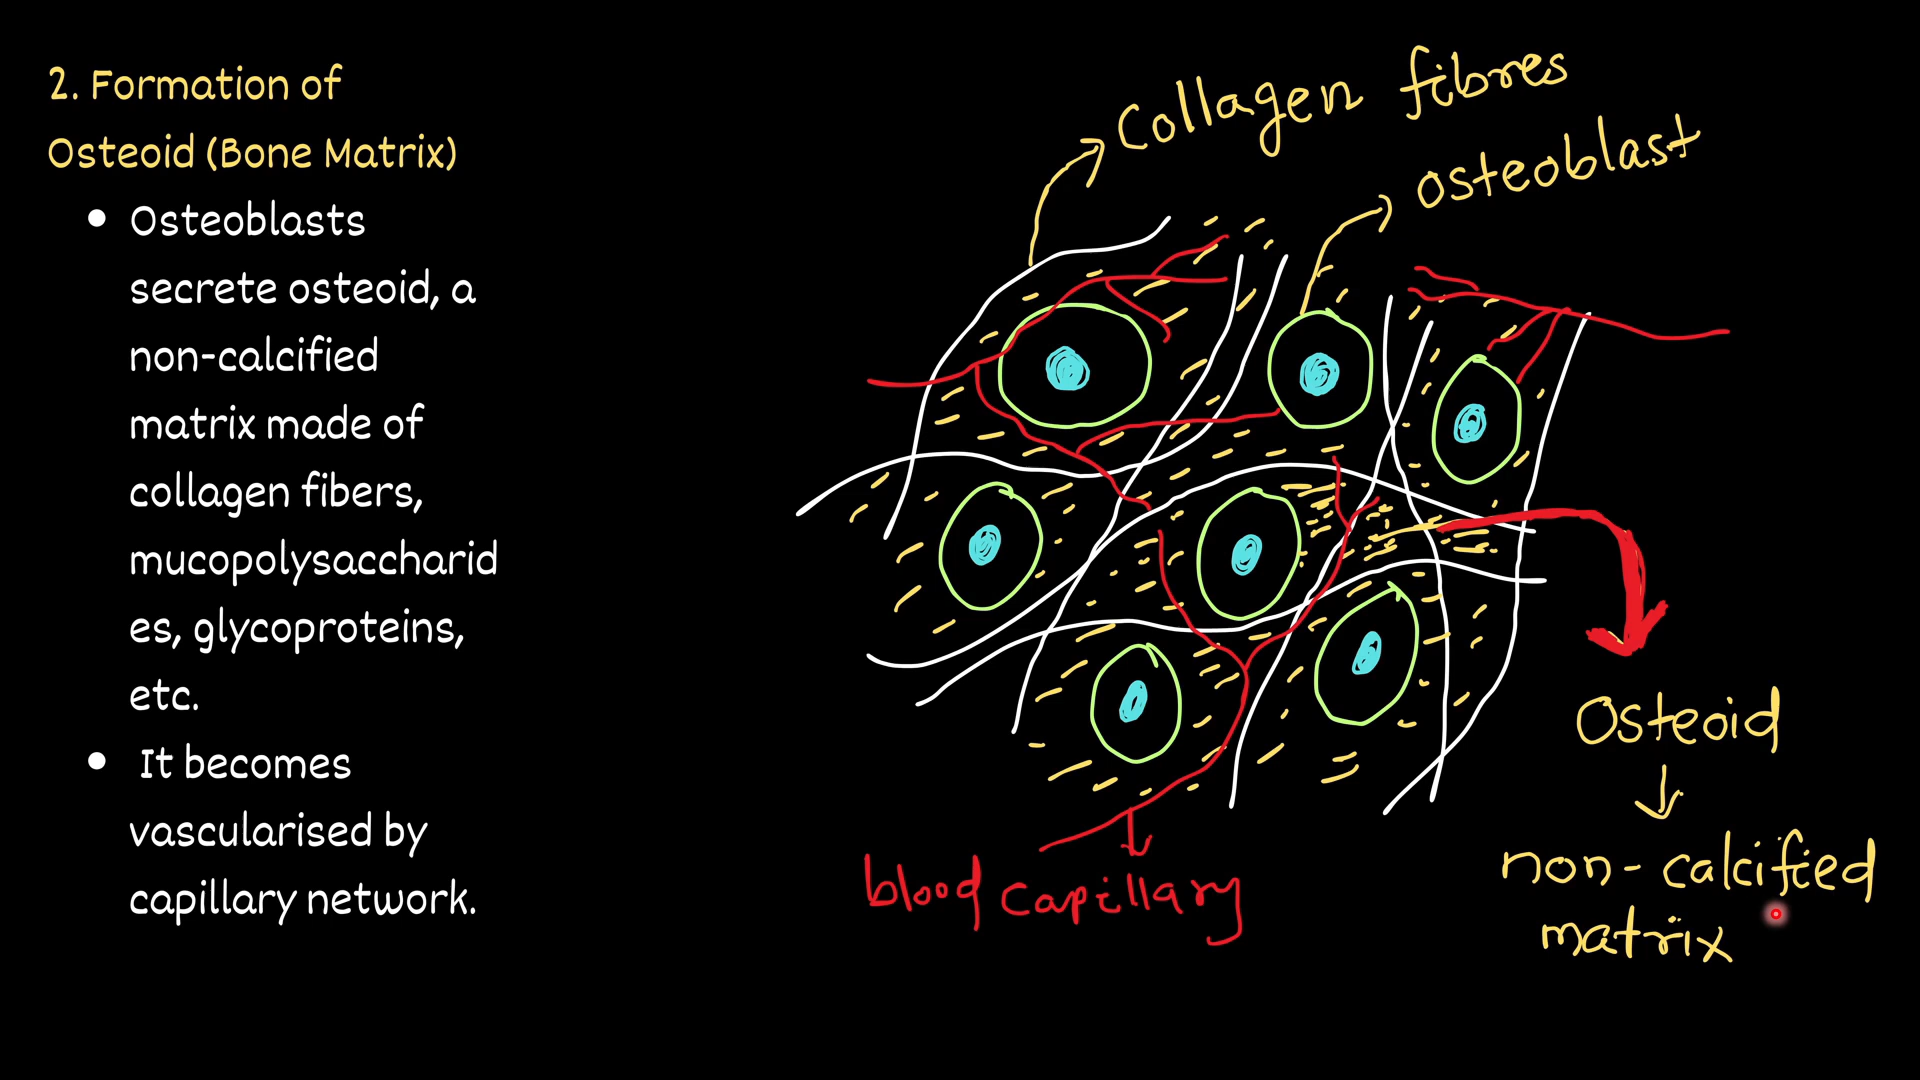 2. Formation of
Osteoid (Bone Matrix)
• Osteoblasts
secrete osteoid, a
non-calcified
matrix made of
collagen fibers,
mucopolysaccharid
es, glycoproteins,
etc.
• It becomes
vascularised by
capillary network.
Collagen fibres
osteoblast
Osteoid
non-calcified
matrix
blood capillary